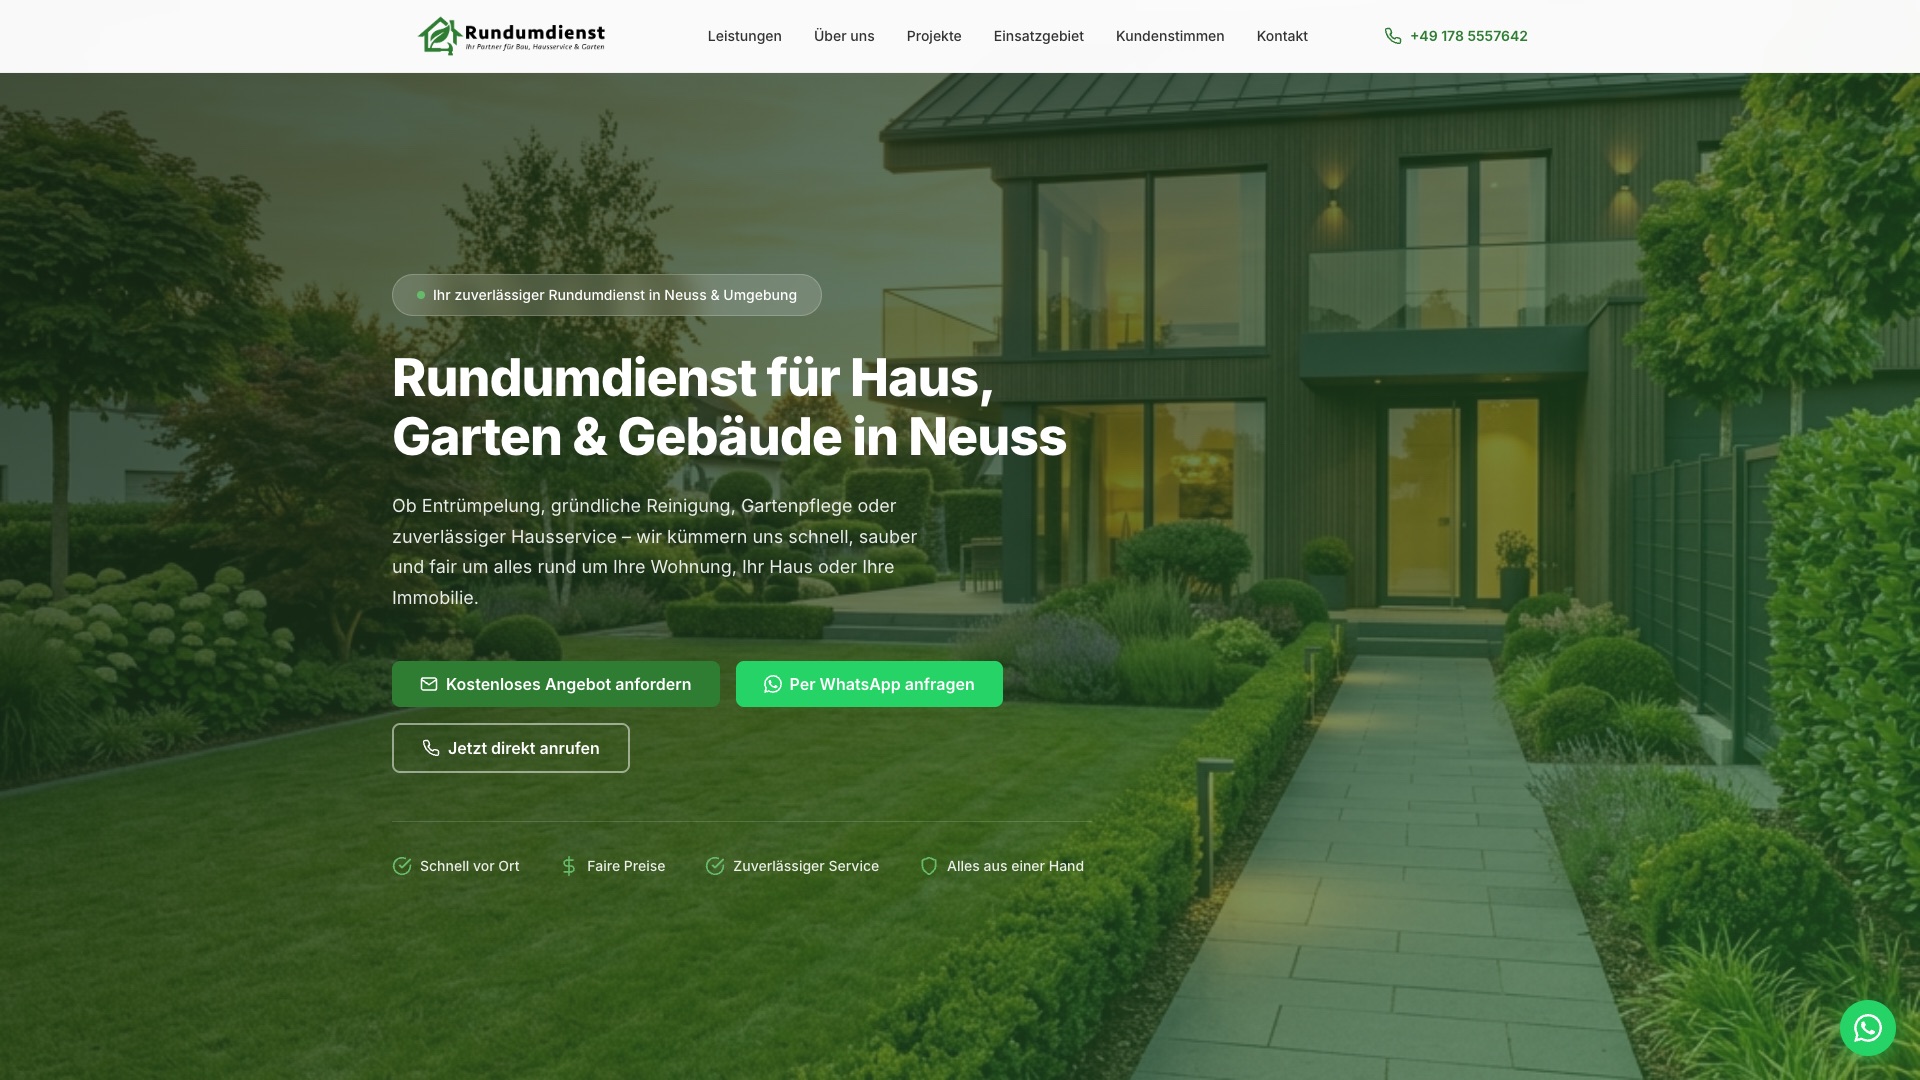 Rundumdienst
Ihr Partner für Bau, Hausservice & Garten
Leistungen
Über uns
Projekte
Einsatzgebiet
Kundenstimmen
Kontakt
+49 178 5557642
Ihr zuverlässiger Rundumdienst in Neuss & Umgebung
Rundumdienst für Haus,
Garten & Gebäude in Neuss
Ob Entrümpelung, gründliche Reinigung, Gartenpflege oder
zuverlässiger Hausservice – wir kümmern uns schnell, sauber
und fair um alles rund um Ihre Wohnung, Ihr Haus oder Ihre
Immobilie.
Kostenloses Angebot anfordern
Per WhatsApp anfragen
Jetzt direkt anrufen
Schnell vor Ort
Faire Preise
Zuverlässiger Service
Alles aus einer Hand